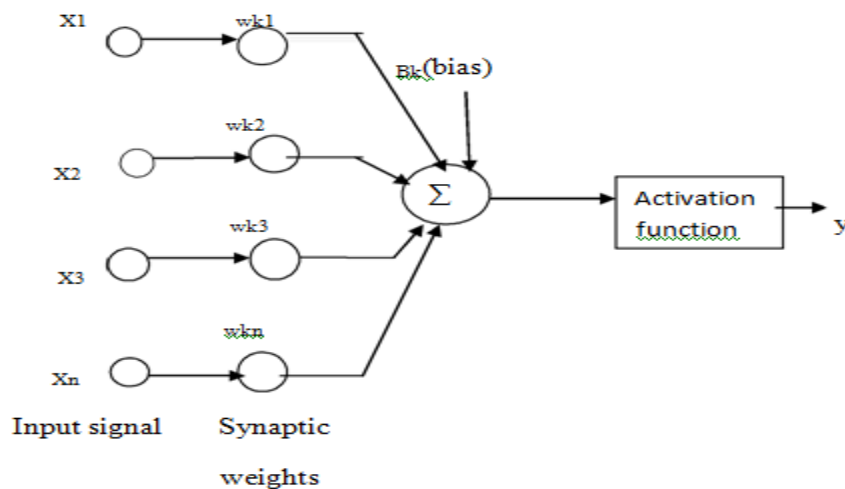 X1
wk1
Bk(bias)
wk2
X2
Σ
Activation
function
y
wk3
X3
wkn
Xn
Input signal
Synaptic
weights